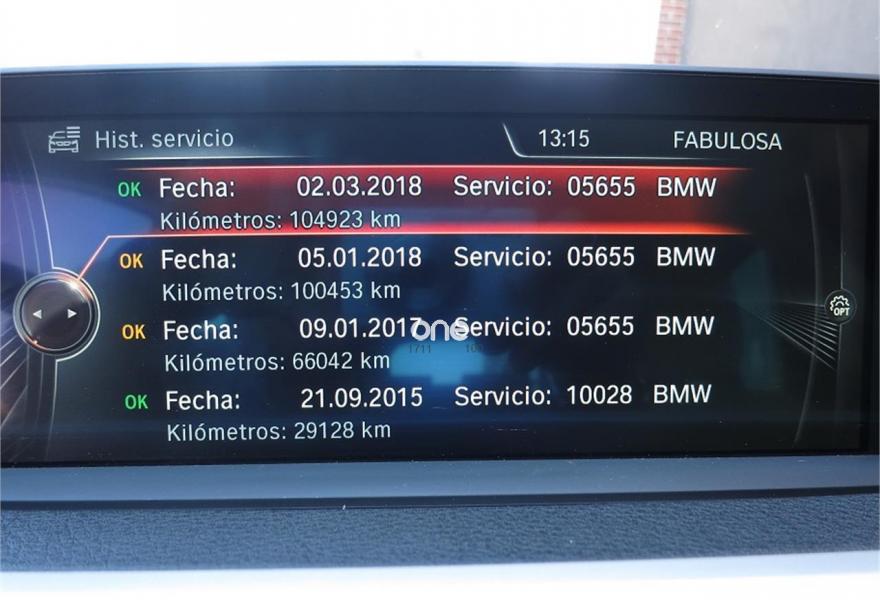 Hist. servicio 13:15 FABULOSA
OK Fecha: 02.03.2018 Servicio: 05655 BMW
Kilómetros: 104923 km
OK Fecha: 05.01.2018 Servicio: 05655 BMW
Kilómetros: 100453 km
OPT
OK Fecha: 09.01.2017 Servicio: 05655 BMW
one
Kilómetros: 66042 km
OK Fecha: 21.09.2015 Servicio: 10028 BMW
Kilómetros: 29128 km